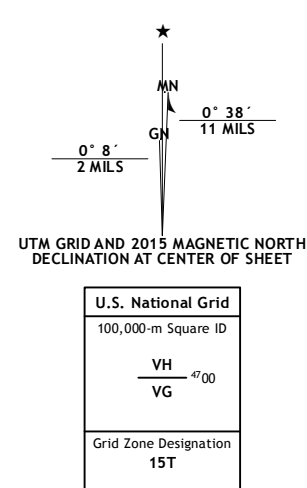 ★
MN
0° 38´
11 MILS
GN
0° 8´
2 MILS
UTM GRID AND 2015 MAGNETIC NORTH
DECLINATION AT CENTER OF SHEET
U.S. National Grid
100,000-m Square ID
VH
4700
VG
Grid Zone Designation
15T